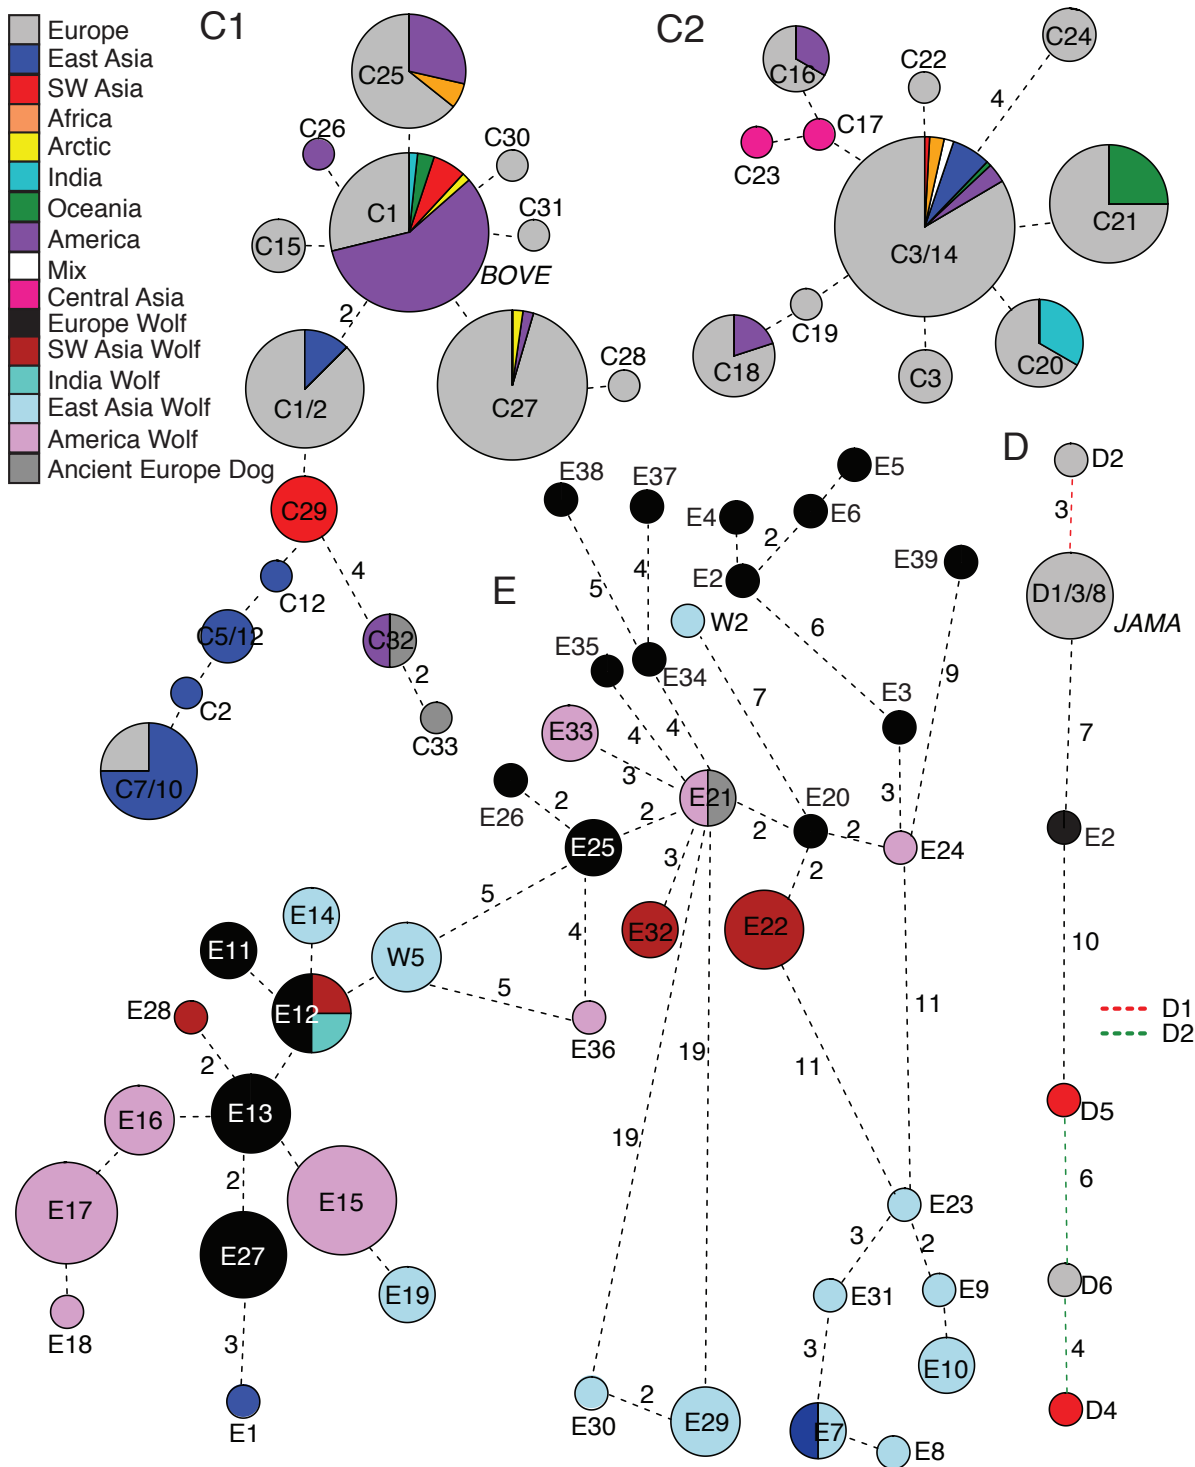 Europe
East Asia
SW Asia
Africa
Arctic
India
Oceania
America
Mix
Central Asia
Europe Wolf
SW Asia Wolf
India Wolf
East Asia Wolf
America Wolf
Ancient Europe Dog
C1
C25
C26
C30
C1
C31
C15
BOVE
2
C1/2
C27
C28
C29
C12
4
C5/12
C32
2
C2
C33
C7/10
C2
C24
C16
C22
4
C17
C23
C21
C3/14
C19
C18
C3
C20
E
E38
E37
E5
E4
E6
2
E39
5
4
E2
W2
6
E35
E34
E3
9
7
E33
4
4
3
E26
2
E21
E20
3
2
2
2
E24
E25
3
2
5
E14
4
E32
E22
E11
W5
E12
5
E28
E36
2
11
19
11
E13
E16
19
2
E15
E17
E23
E27
3
2
E19
E31
E9
E18
3
3
E10
E1
E30
2
E29
E7
E8
D
D2
3
D1/3/8
JAMA
7
E2
10
D1
D2
D5
6
D6
4
D4